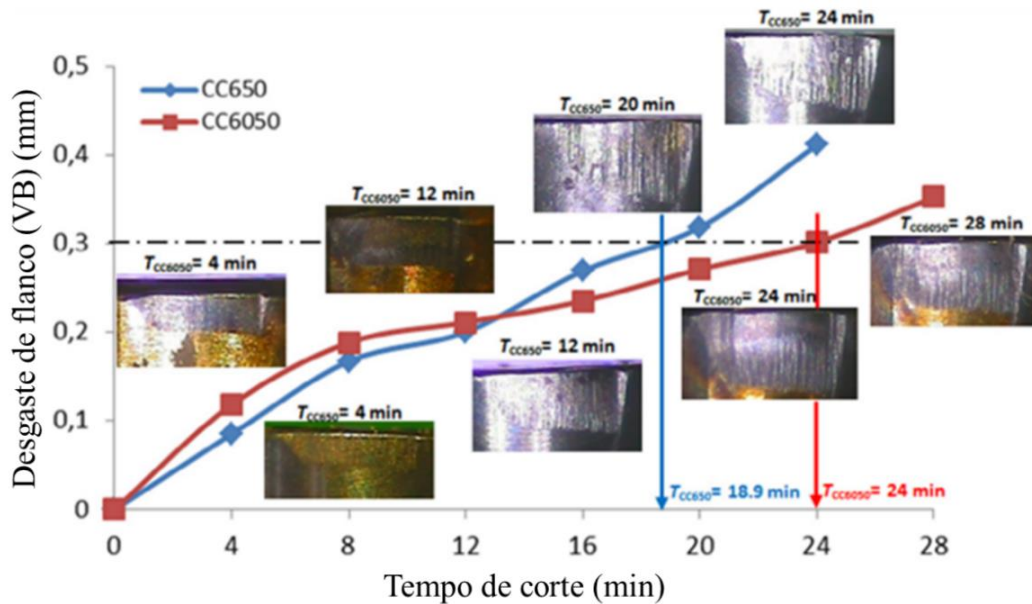 Desgaste de flanco (VB) (mm)
0,5
0,4
0,3
0,2
0,1
0
CC650
CC6050
TCC650= 24 min
TCC650= 20 min
TCC6050= 12 min
TCC6050= 28 min
TCC6050= 4 min
TCC6050= 24 min
TCC650= 12 min
TCC650= 4 min
TCC650= 18.9 min
TCC6050= 24 min
0 4 8 12 16 20 24 28
Tempo de corte (min)